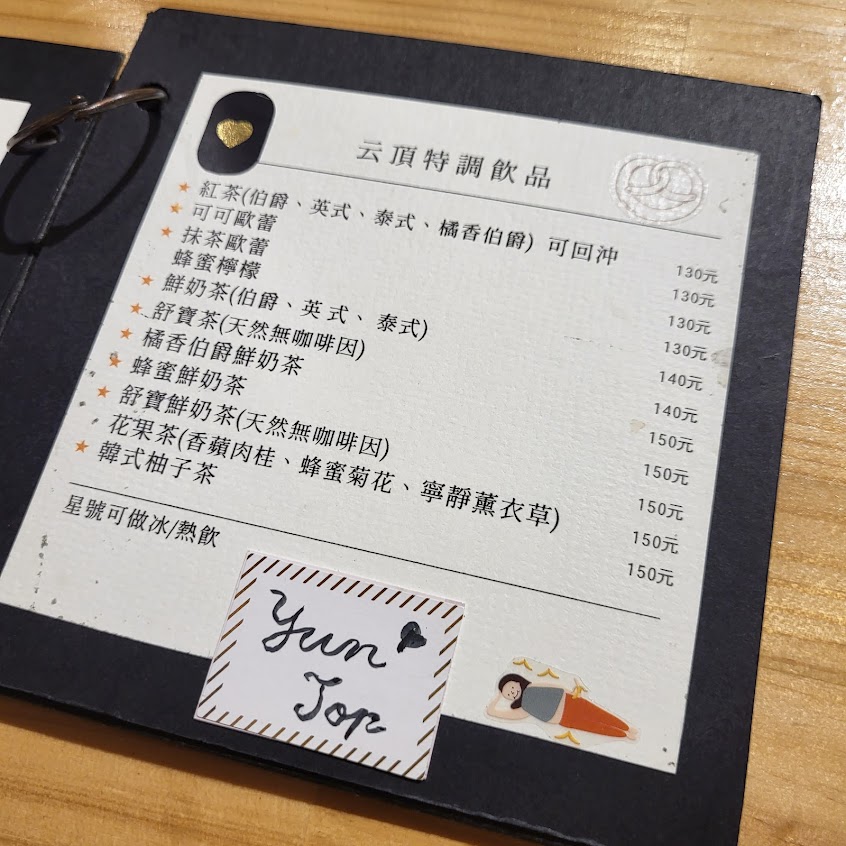 云頂特調飲品
★ 紅茶(伯爵、英式、泰式、橘香伯爵) 可回沖 130元
★ 可可歐蕾 130元
★ 抹茶歐蕾 130元
蜂蜜檸檬 130元
★ 鮮奶茶(伯爵、英式、泰式) 140元
★ 舒寶茶(天然無咖啡因) 140元
★ 橘香伯爵鮮奶茶 150元
★ 蜂蜜鮮奶茶 150元
★ 舒寶鮮奶茶(天然無咖啡因) 150元
花果茶(香蘋肉桂、蜂蜜菊花、寧靜薰衣草) 150元
★ 韓式柚子茶 150元
星號可做冰/熱飲
Yun
Top